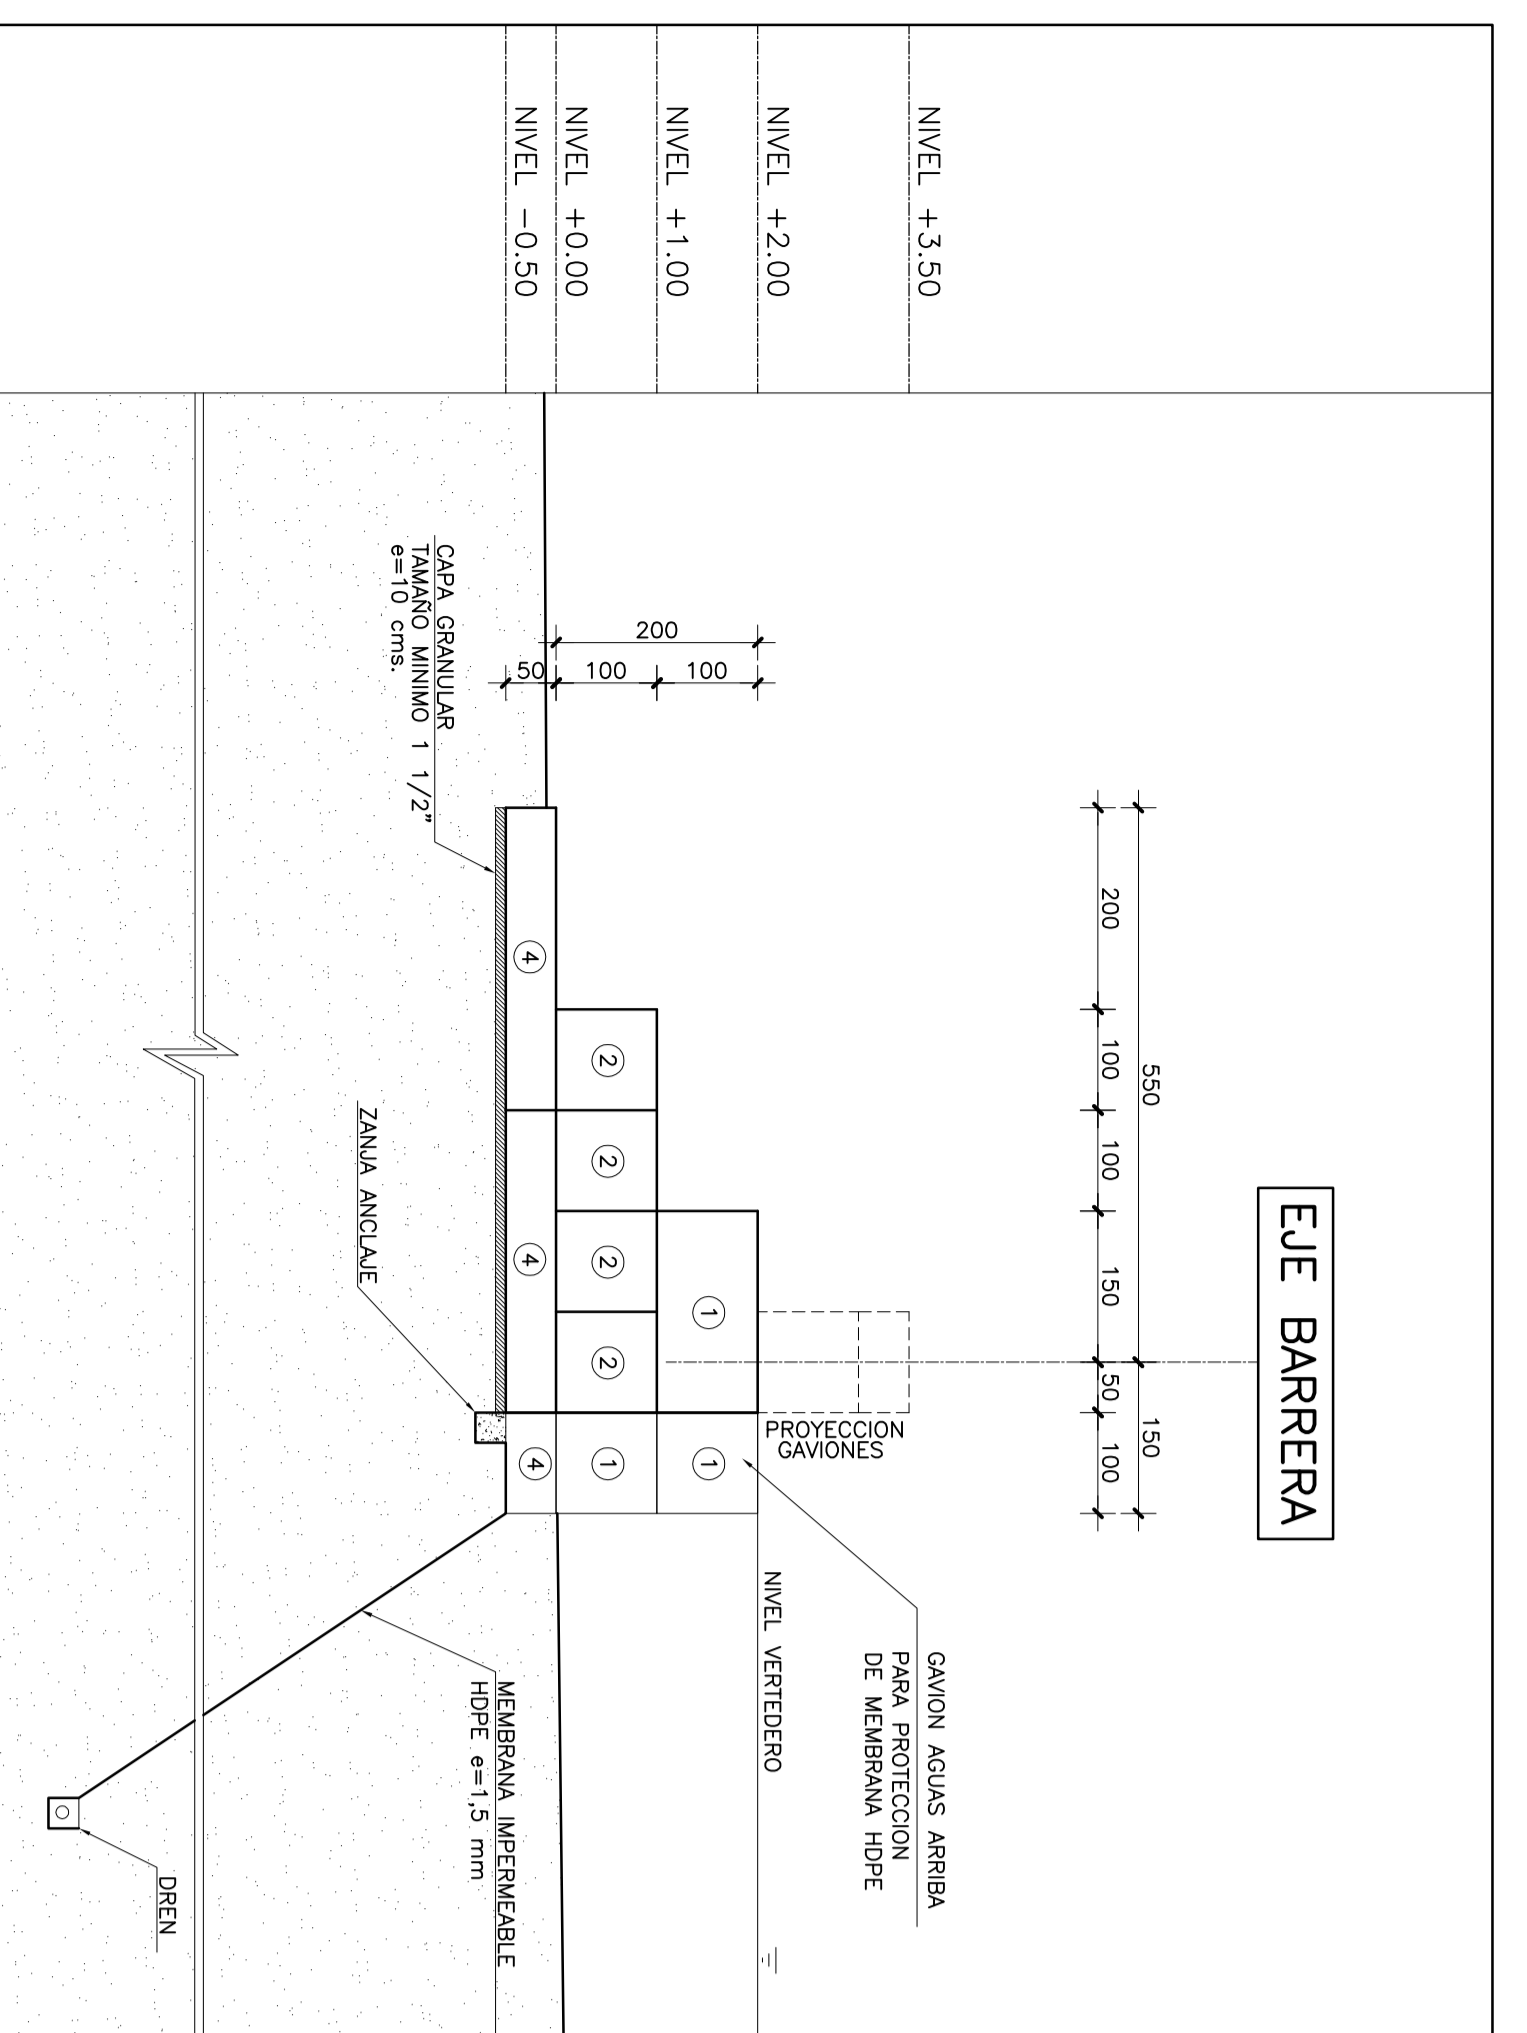 EJE BARRERA
550
150
200
100
100
150
50
100
NIVEL +3.50
NIVEL +2.00
NIVEL +1.00
NIVEL +0.00
NIVEL -0.50
PROYECCION
GAVIONES
GAVION AGUAS ARRIBA
PARA PROTECCION
DE MEMBRANA HDPE
NIVEL VERTEDERO
200
100
100
50
1
1
2
2
2
2
1
4
4
4
CAPA GRANULAR
TAMAÑO MINIMO 1 1/2"
e=10 cms.
ZANJA ANCLAJE
MEMBRANA IMPERMEABLE
HDPE e=1,5 mm
DREN